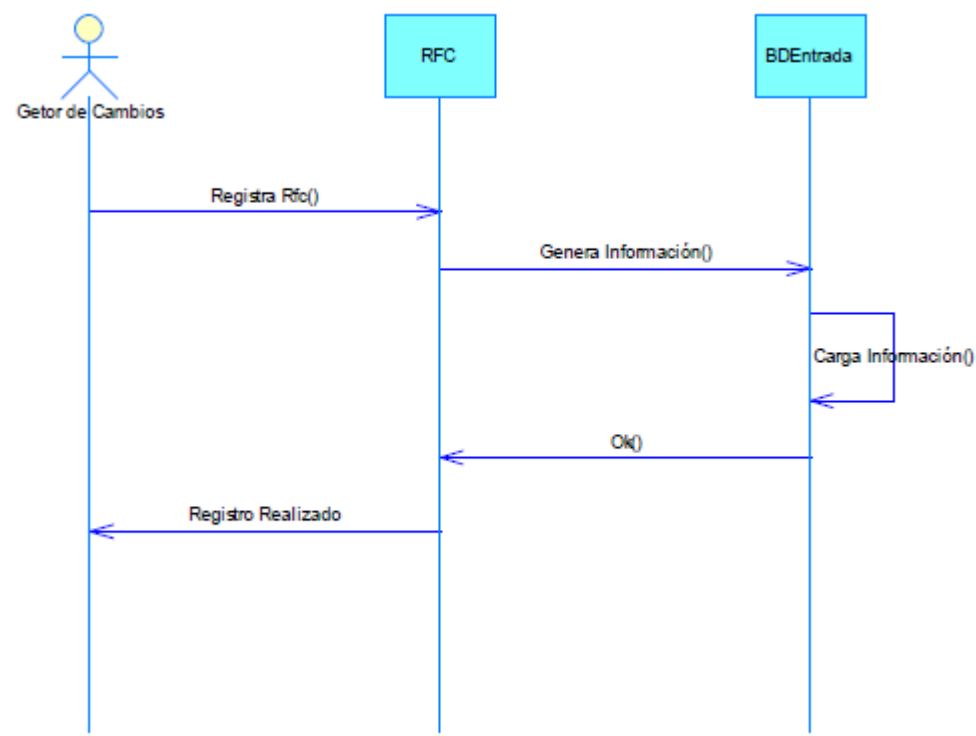 RFC
BDEntrada
Getor de Cambios
Registra Rfc()
Genera Información()
Carga Información()
Ok()
Registro Realizado